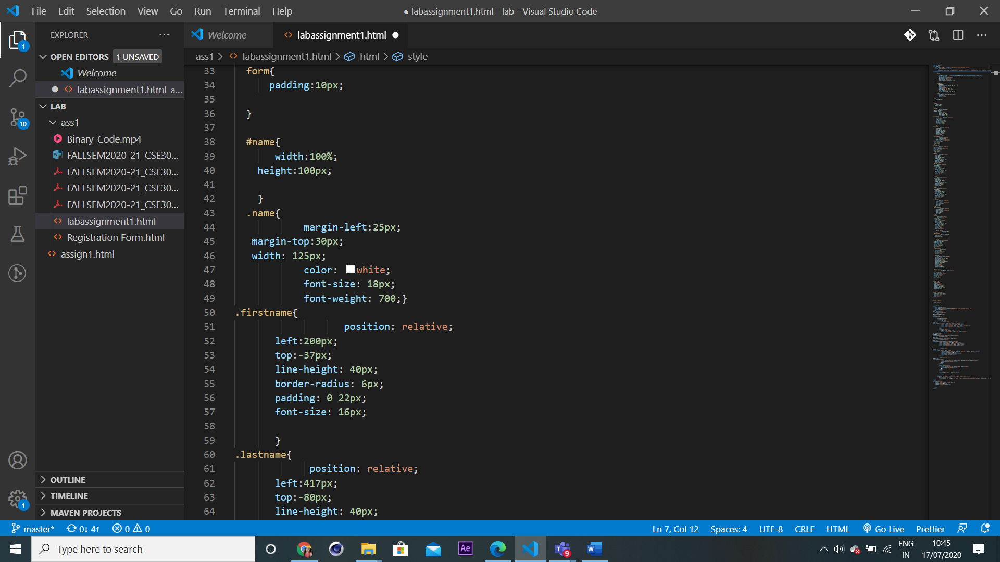 File Edit Selection View Go Run Terminal Help
● labassignment1.html - lab - Visual Studio Code
EXPLORER
OPEN EDITORS 1 UNSAVED
Welcome
labassignment1.html a...
LAB
ass1
Binary_Code.mp4
FALLSEM2020-21_CSE30...
FALLSEM2020-21_CSE30...
FALLSEM2020-21_CSE30...
FALLSEM2020-21_CSE30...
labassignment1.html
Registration Form.html
assign1.html
OUTLINE
TIMELINE
MAVEN PROJECTS
1
10
1
Welcome
labassignment1.html
ass1 > labassignment1.html > html > style
33 form{
34 padding:10px;
35
36 }
37
38 #name{
39 width:100%;
40 height:100px;
41
42 }
43 .name{
44 margin-left:25px;
45 margin-top:30px;
46 width: 125px;
47 color: white;
48 font-size: 18px;
49 font-weight: 700;}
50 .firstname{
51 position: relative;
52 left:200px;
53 top:-37px;
54 line-height: 40px;
55 border-radius: 6px;
56 padding: 0 22px;
57 font-size: 16px;
58
59 }
60 .lastname{
61 position: relative;
62 left:417px;
63 top:-80px;
64 line-height: 40px;
master* 0↓ 4↑ 0 0
Ln 7, Col 12 Spaces: 4 UTF-8 CRLF HTML Go Live Prettier
Type here to search
Ae
T 9
W
ENG
IN
10:45
17/07/2020